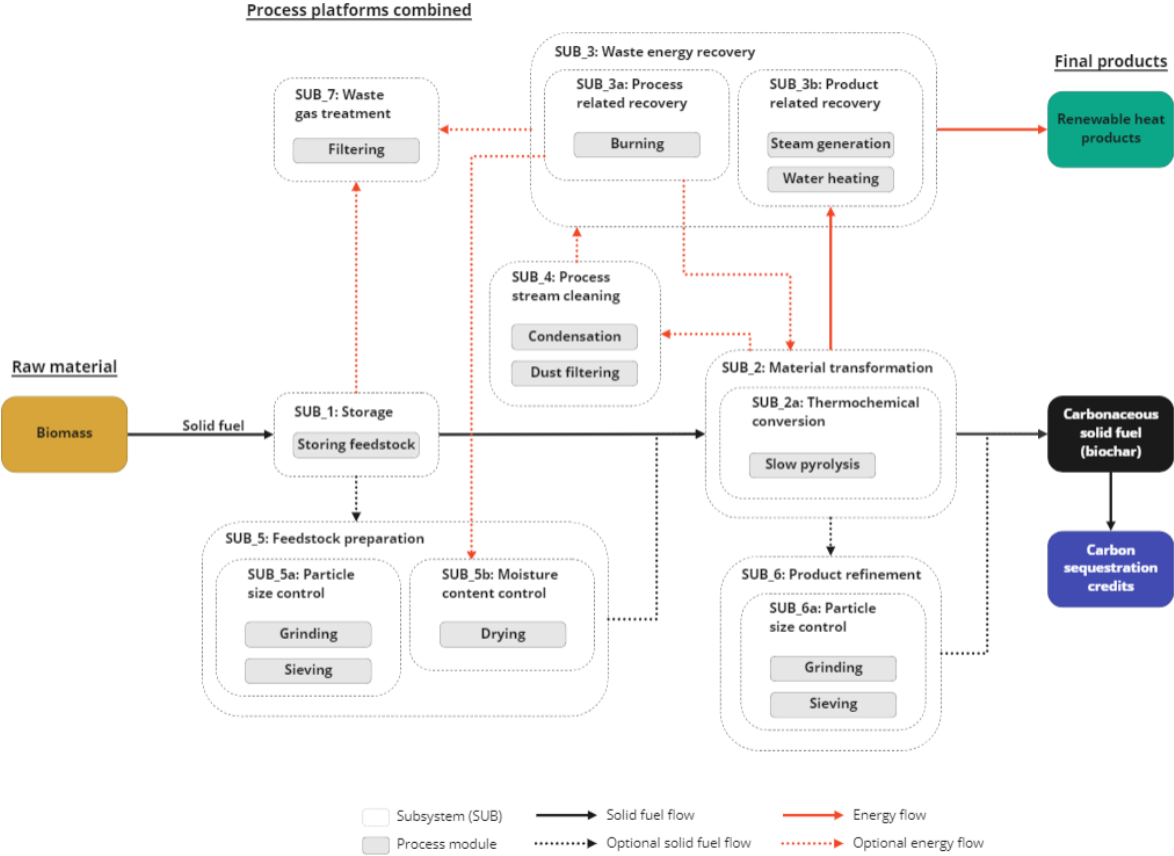 Process platforms combined
SUB_3: Waste energy recovery
Final products
SUB_7: Waste
gas treatment
Filtering
SUB_3a: Process
related recovery
Burning
SUB_3b: Product
related recovery
Steam generation
Water heating
Renewable heat
products
SUB_4: Process
stream cleaning
Condensation
Dust filtering
Raw material
Biomass
Solid fuel
SUB_1: Storage
Storing feedstock
SUB_2: Material transformation
SUB_2a: Thermochemical
conversion
Slow pyrolysis
Carbonaceous
solid fuel
(biochar)
Carbon
sequestration
credits
SUB_5: Feedstock preparation
SUB_5a: Particle
size control
Grinding
Sieving
SUB_5b: Moisture
content control
Drying
SUB_6: Product refinement
SUB_6a: Particle
size control
Grinding
Sieving
Subsystem (SUB)
Process module
Solid fuel flow
Optional solid fuel flow
Energy flow
Optional energy flow